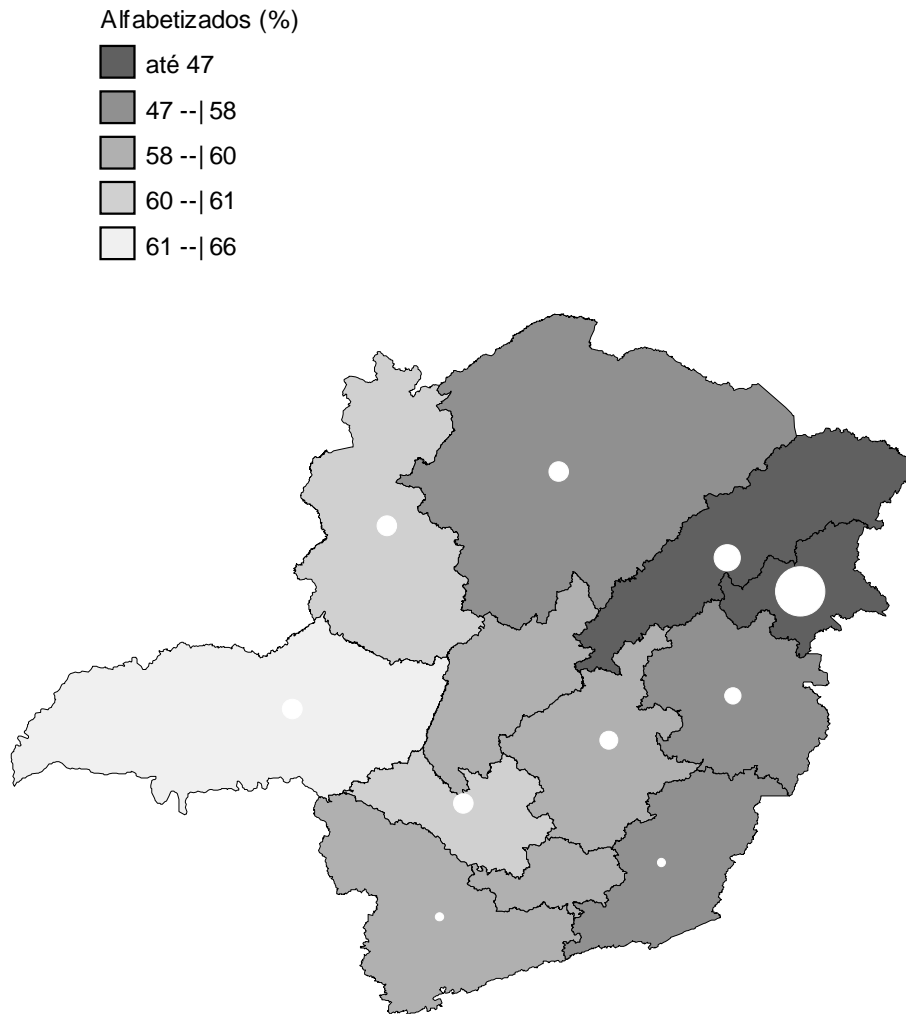 Alfabetizados (%)
até 47
47 --| 58
58 --| 60
60 --| 61
61 --| 66